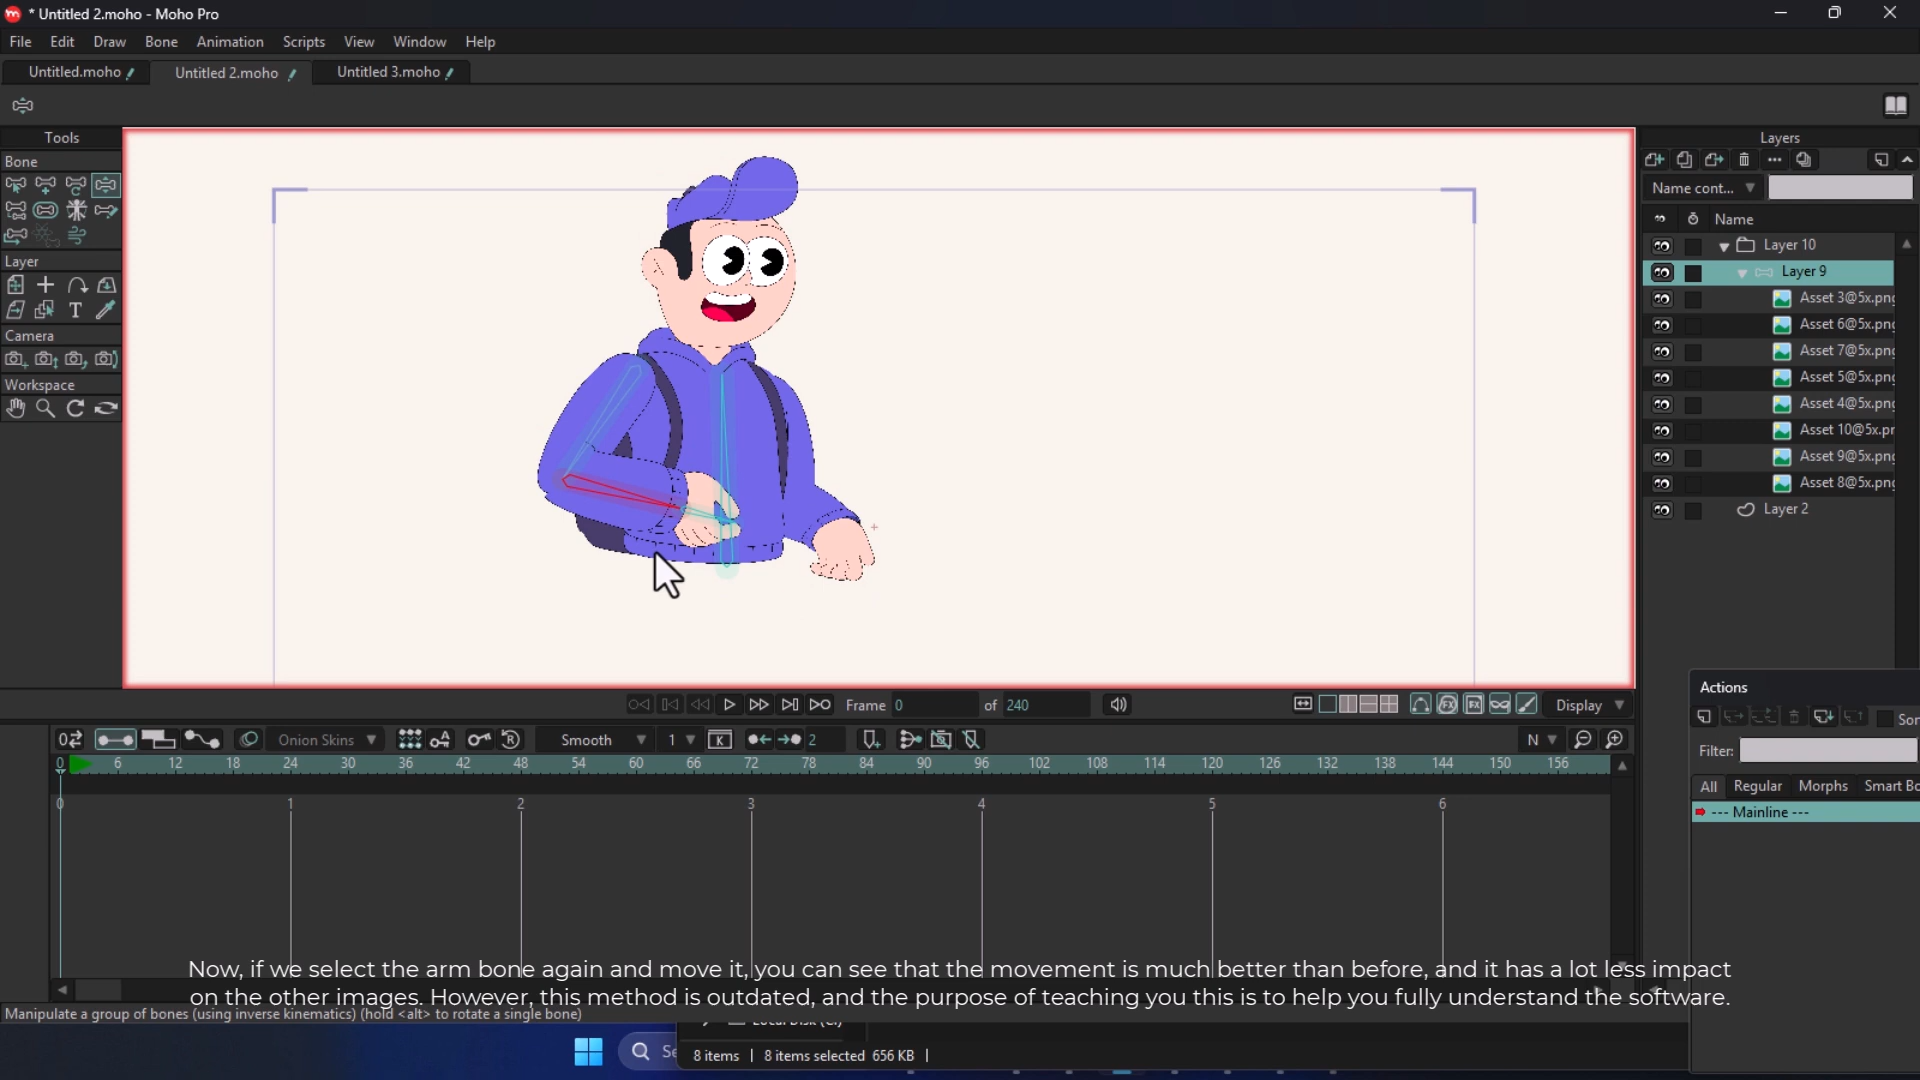 * Untitled 2.moho - Moho Pro
File Edit Draw Bone Animation Scripts View Window Help
Untitled.moho Untitled 2.moho Untitled 3.moho
Tools
Bone
Layer
Camera
Workspace
Layers
Name cont...
Name
Layer 10
Layer 9
Asset 3@5x.png
Asset 6@5x.png
Asset 7@5x.png
Asset 5@5x.png
Asset 4@5x.png
Asset 10@5x.pr
Asset 9@5x.png
Asset 8@5x.png
Layer 2
Frame 0 of 240 Display
Onion Skins Smooth 1 2 N
0 6 12 18 24 30 36 42 48 54 60 66 72 78 84 90 96 102 108 114 120 126 132 138 144 150 156
0 1 2 3 4 5 6
Actions
Sor
Filter:
All Regular Morphs Smart Bo
--- Mainline ---
Now, if we select the arm bone again and move it, you can see that the movement is much better than before, and it has a lot less impact
on the other images. However, this method is outdated, and the purpose of teaching you this is to help you fully understand the software.
Manipulate a group of bones (using inverse kinematics) (hold <alt> to rotate a single bone)
Local Disk (C:)
Se
8 items | 8 items selected 656 KB |